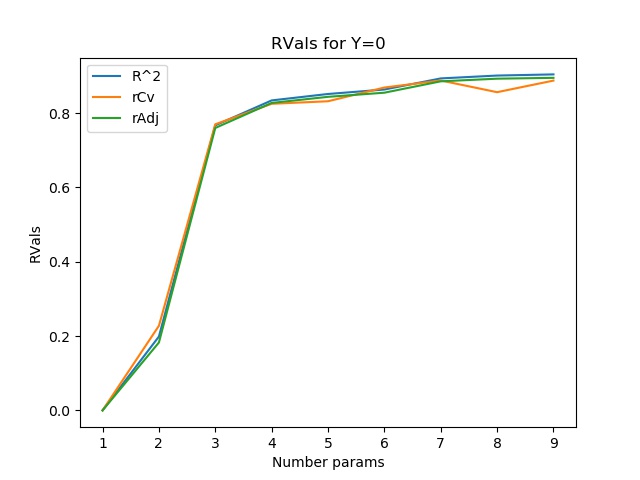 RVals for Y=0
R^2
rCv
rAdj
RVals
0.8
0.6
0.4
0.2
0.0
1 2 3 4 5 6 7 8 9
Number params